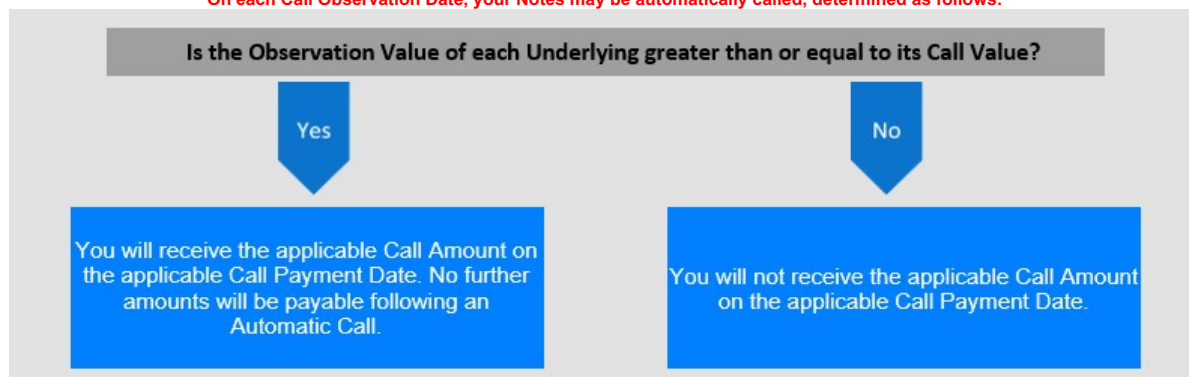 On each Call Observation Date, your Notes may be automatically called, determined as follows:
Is the Observation Value of each Underlying greater than or equal to its Call Value?
Yes
No
You will receive the applicable Call Amount on
the applicable Call Payment Date. No further
amounts will be payable following an
Automatic Call.
You will not receive the applicable Call Amount
on the applicable Call Payment Date.